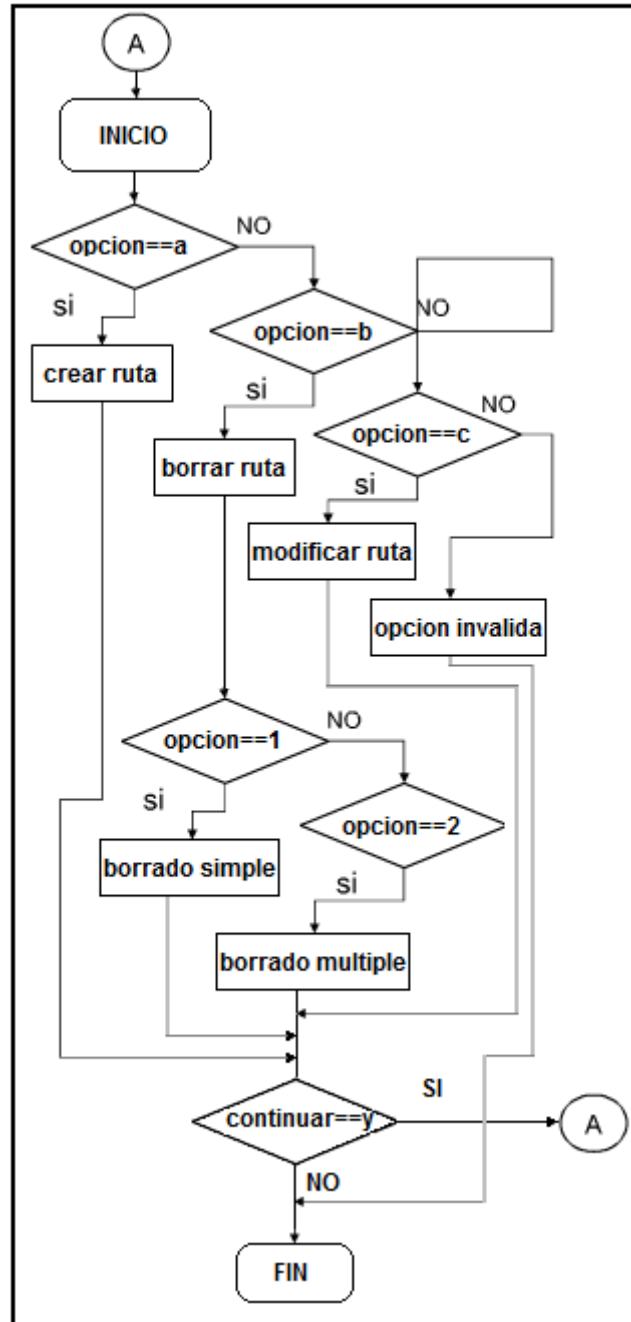 A
INICIO
opcion==a
NO
si
crear ruta
opcion==b
NO
si
borrar ruta
opcion==c
NO
si
modificar ruta
opcion invalida
opcion==1
NO
si
borrado simple
opcion==2
si
borrado multiple
continuar==y
SI
A
NO
FIN